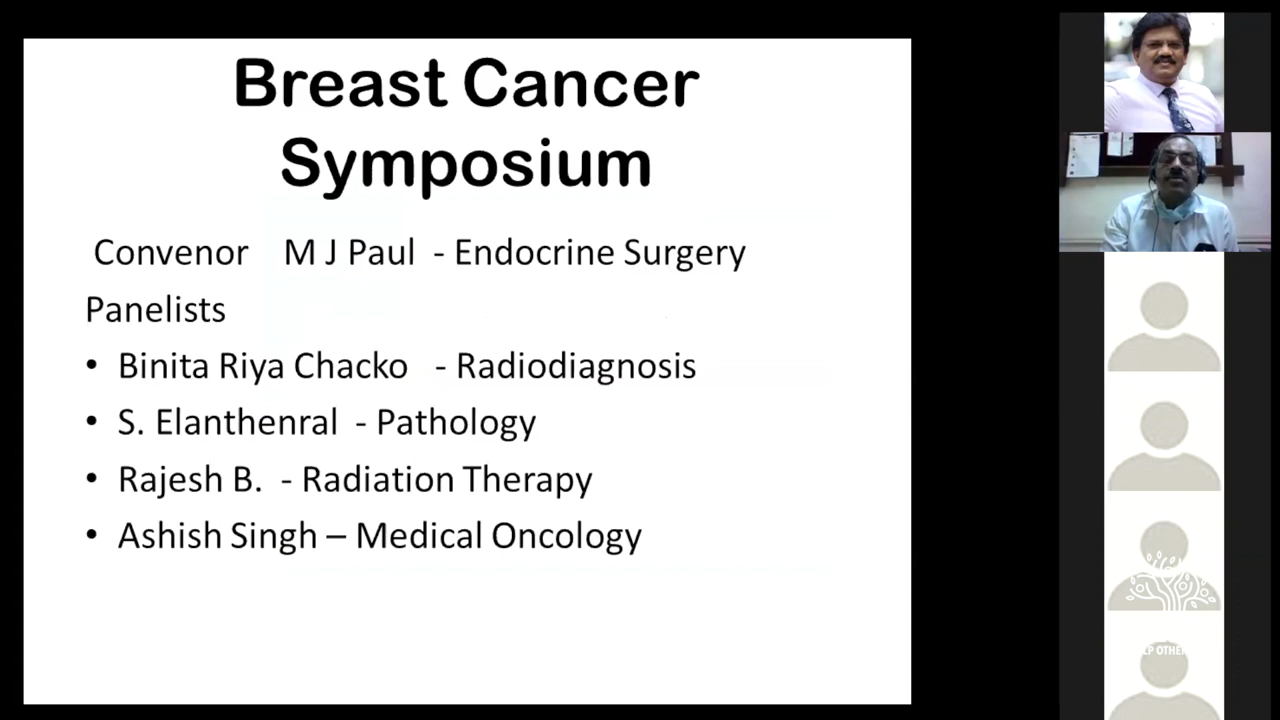 Breast Cancer
Symposium
Convenor M J Paul - Endocrine Surgery
Panelists
• Binita Riya Chacko - Radiodiagnosis
• S. Elanthenral - Pathology
• Rajesh B. - Radiation Therapy
• Ashish Singh – Medical Oncology